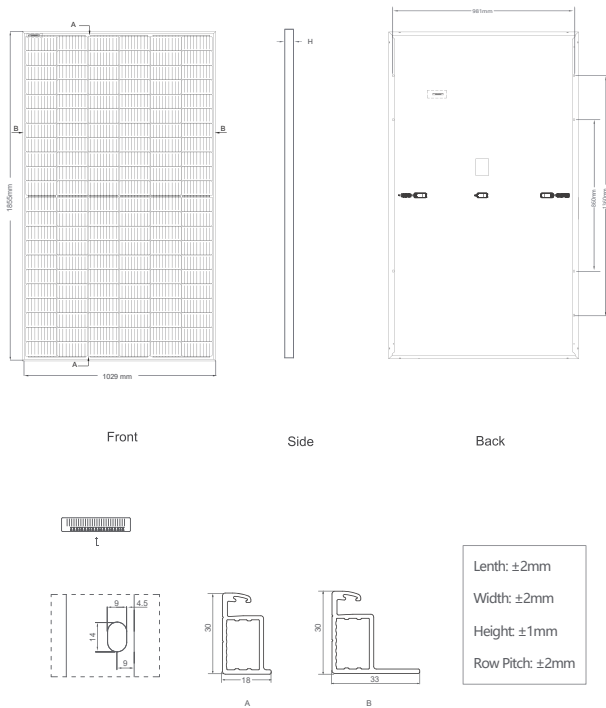 A
H
981mm
B
B
1855mm
860mm
A
1029 mm
Front
Side
Back
9
4.5
14
9
30
18
A
30
33
B
Lenth: ±2mm
Width: ±2mm
Height: ±1mm
Row Pitch: ±2mm